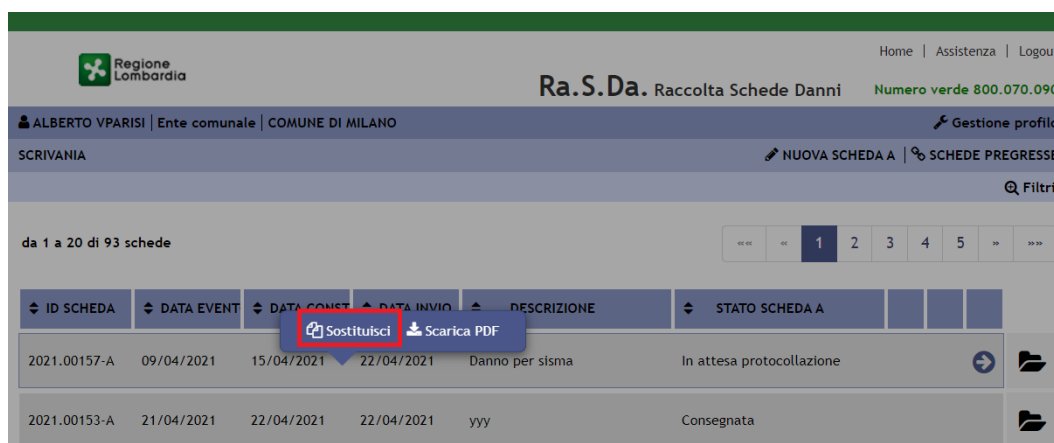 Home | Assistenza | Logou
Regione
Lombardia
Ra.S.Da. Raccolta Schede Danni
Numero verde 800.070.090
ALBERTO VPARISI | Ente comunale | COMUNE DI MILANO
Gestione profilo
SCRIVANIA
NUOVA SCHEDA A | SCHEDE PREGRESSE
Filtri
da 1 a 20 di 93 schede
«« « 1 2 3 4 5 » »»
ID SCHEDA DATA EVENT DATA CONST DATA INVIO DESCRIZIONE STATO SCHEDA A
Sostituisci Scarica PDF
2021.00157-A 09/04/2021 15/04/2021 22/04/2021 Danno per sisma In attesa protocollazione
2021.00153-A 21/04/2021 22/04/2021 22/04/2021 yyy Consegnata